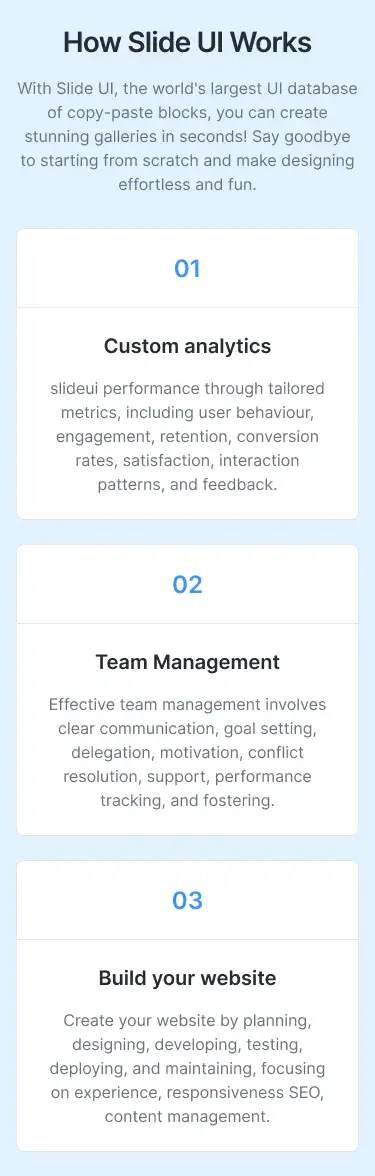 How Slide UI Works
With Slide UI, the world's largest UI database
of copy-paste blocks, you can create
stunning galleries in seconds! Say goodbye
to starting from scratch and make designing
effortless and fun.
01
Custom analytics
slideui performance through tailored
metrics, including user behaviour,
engagement, retention, conversion
rates, satisfaction, interaction
patterns, and feedback.
02
Team Management
Effective team management involves
clear communication, goal setting,
delegation, motivation, conflict
resolution, support, performance
tracking, and fostering.
03
Build your website
Create your website by planning,
designing, developing, testing,
deploying, and maintaining, focusing
on experience, responsiveness SEO,
content management.